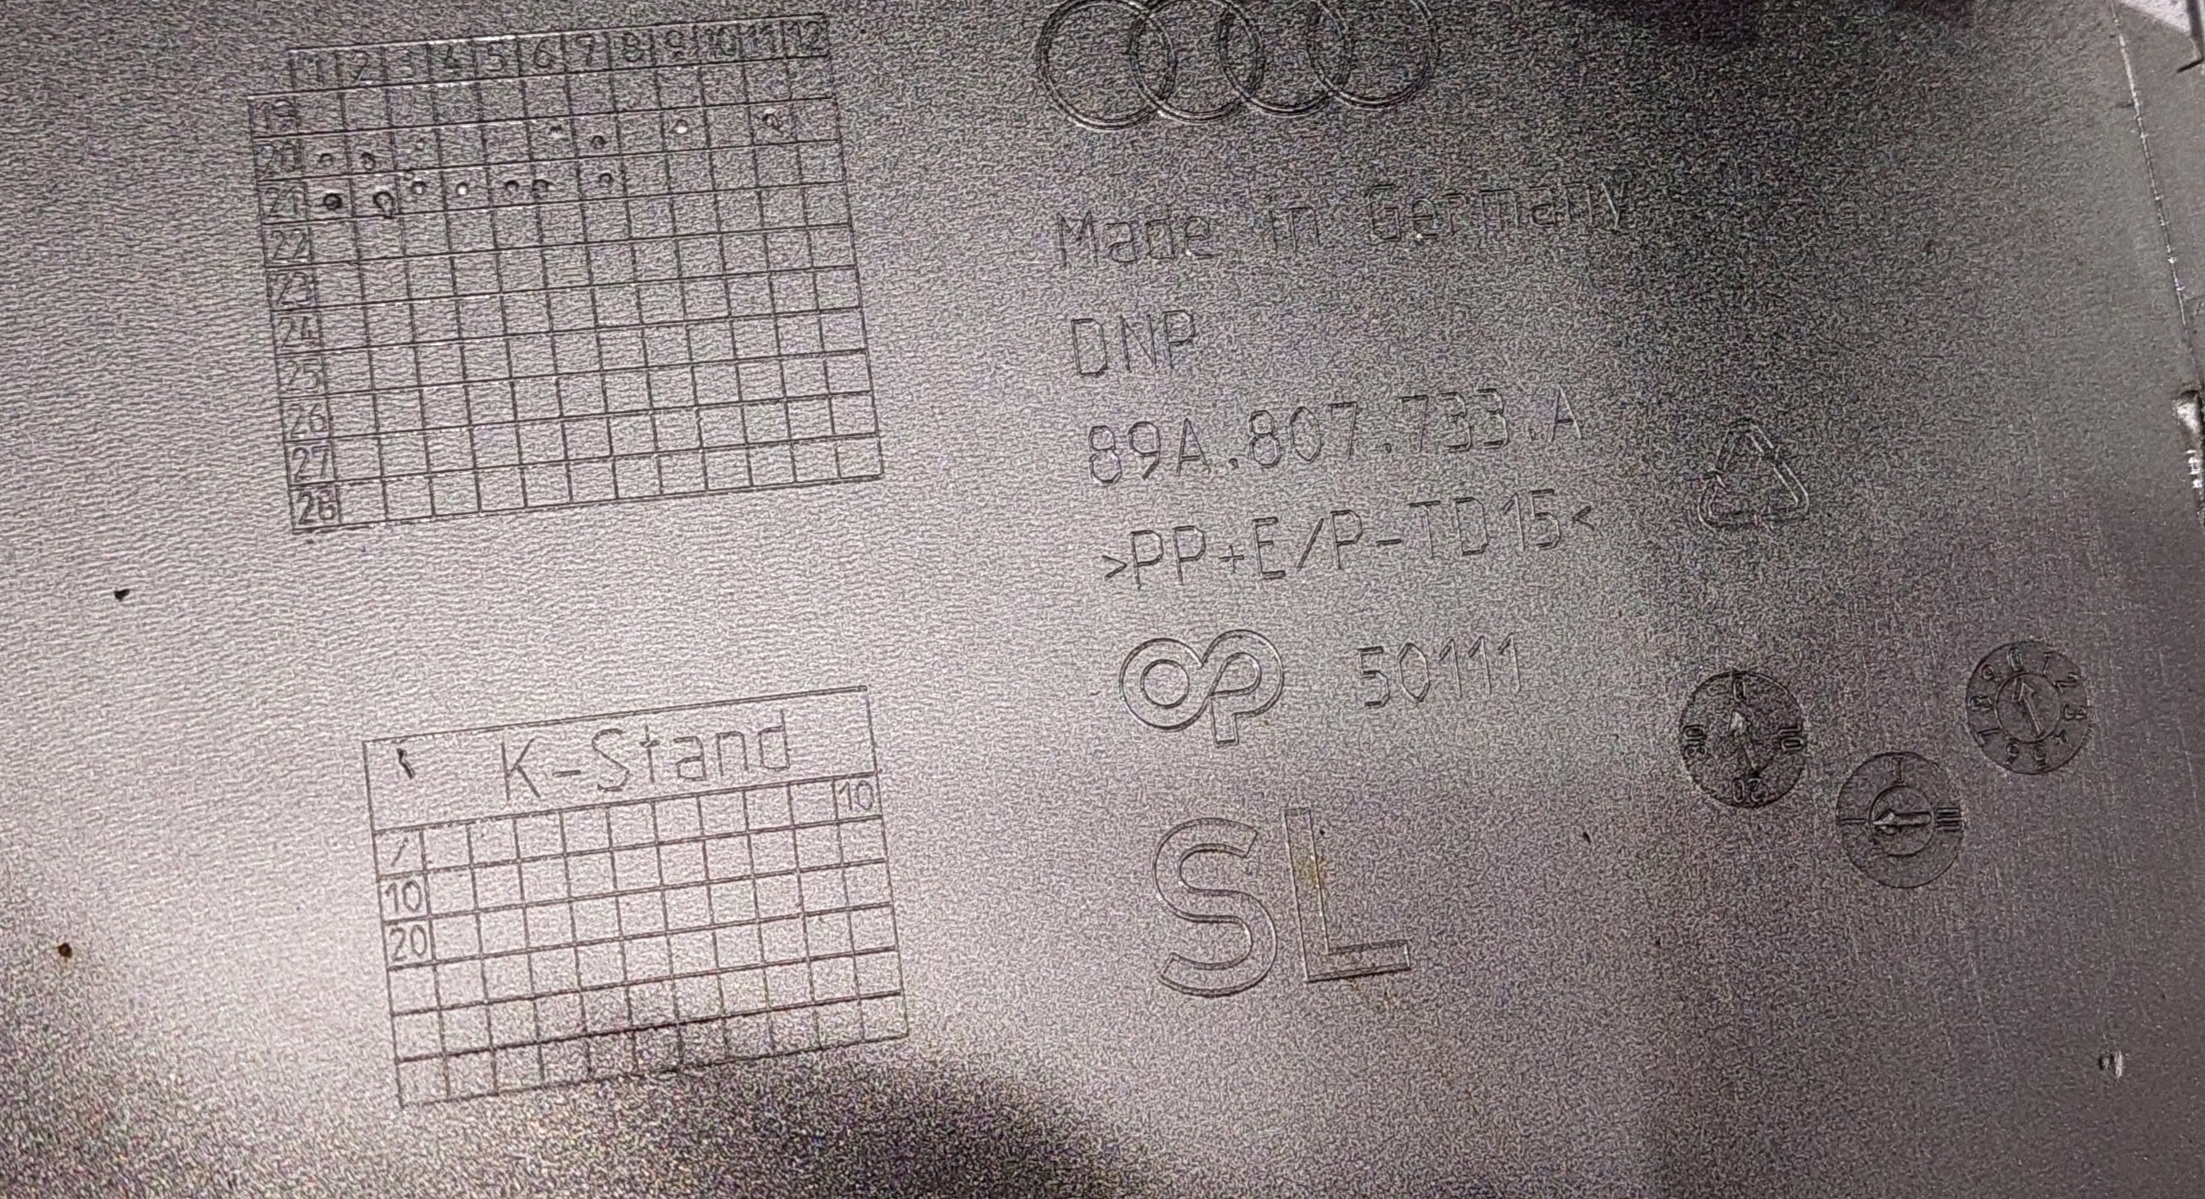 1 2 3 4 5 6 7 8 9 10 11 12
19
20
21
22
23
24
25
26
27
28
Made in Germany
DNP
89A.807.733.A
>PP+E/P-TD15<
OP 50111
K-Stand
10
10
20
SL